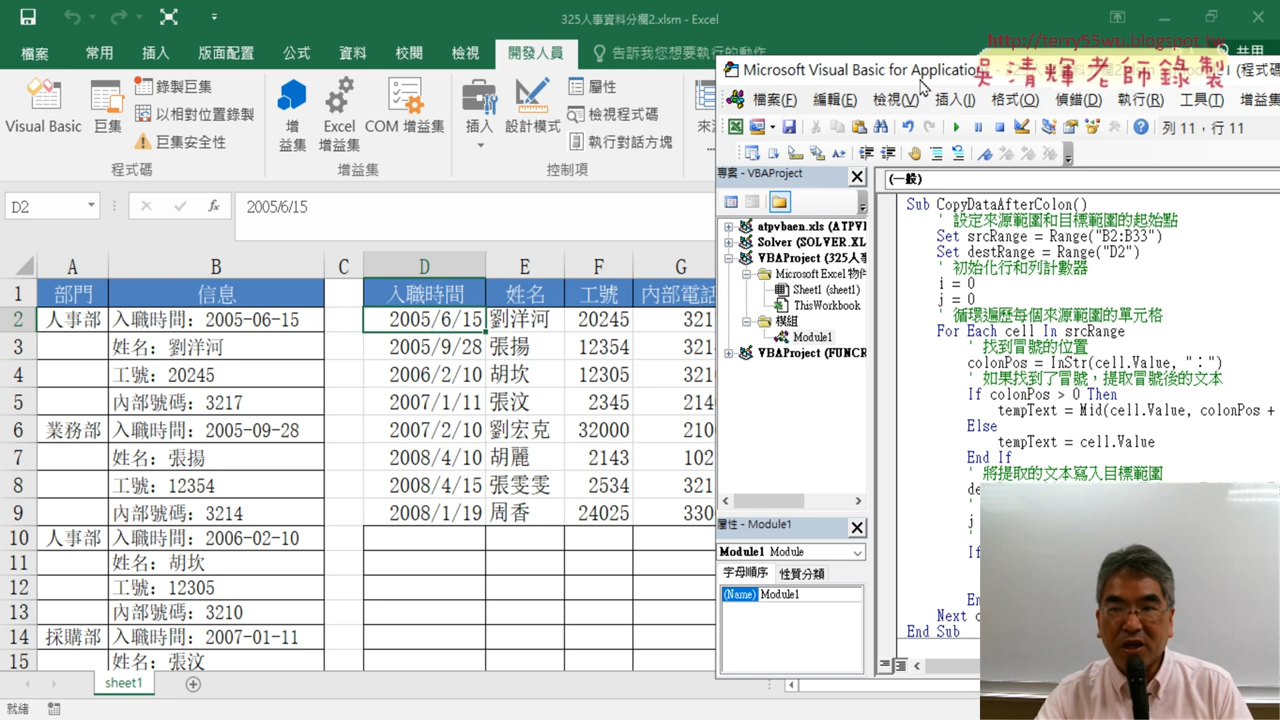 325人事資料分欄2.xlsm - Excel
http://terry55wu.blogspot.tw
吳清輝老師錄製
檔案 常用 插入 版面配置 公式 資料 校閱 檢視 開發人員 告訴我您想要執行的動作 共用
Visual Basic 巨集 錄製巨集 以相對位置錄製 巨集安全性 程式碼
增益集 Excel 增益集 COM 增益集 增益集
插入 設計模式 屬性 檢視程式碼 執行對話方塊 控制項
D2 2005/6/15
A B C D E F G
1 部門 信息 入職時間 姓名 工號 內部電話
2 人事部 入職時間：2005-06-15 2005/6/15 劉洋河 20245 321
3 姓名：劉洋河 2005/9/28 張揚 12354 321
4 工號：20245 2006/2/10 胡坎 12305 321
5 內部號碼：3217 2007/1/11 張汶 2345 214
6 業務部 入職時間：2005-09-28 2007/2/10 劉宏克 32000 210
7 姓名：張揚 2008/4/10 胡麗 2143 102
8 工號：12354 2008/4/15 張雯雯 2534 321
9 內部號碼：3214 2008/1/19 周香 24025 330
10 人事部 入職時間：2006-02-10
11 姓名：胡坎
12 工號：12305
13 內部號碼：3210
14 採購部 入職時間：2007-01-11
15 姓名：張汶
sheet1
就緒
Microsoft Visual Basic for Application
檔案(F) 編輯(E) 檢視(V) 插入(I) 格式(O) 偵錯(D) 執行(R) 工具(T) 增益集
列 11，行 11
專案 - VBAProject
atpvbaen.xls (ATPV
Solver (SOLVER.XL
VBAProject (325人事
Microsoft Excel 物件
Sheet1 (sheet1)
ThisWorkbook
模組
Module1
VBAProject (FUNCR
屬性 - Module1
Module1 Module
字母順序 性質分類
(Name) Module1
(一般)
Sub CopyDataAfterColon()
' 設定來源範圍和目標範圍的起始點
Set srcRange = Range("B2:B33")
Set destRange = Range("D2")
' 初始化行和列計數器
i = 0
j = 0
' 循環遍歷每個來源範圍的單元格
For Each cell In srcRange
' 找到冒號的位置
colonPos = InStr(cell.Value, "：")
' 如果找到了冒號，提取冒號後的文本
If colonPos > 0 Then
tempText = Mid(cell.Value, colonPos +
Else
tempText = cell.Value
End If
' 將提取的文本寫入目標範圍
de
'
j
'
If
En
Next c
End Sub